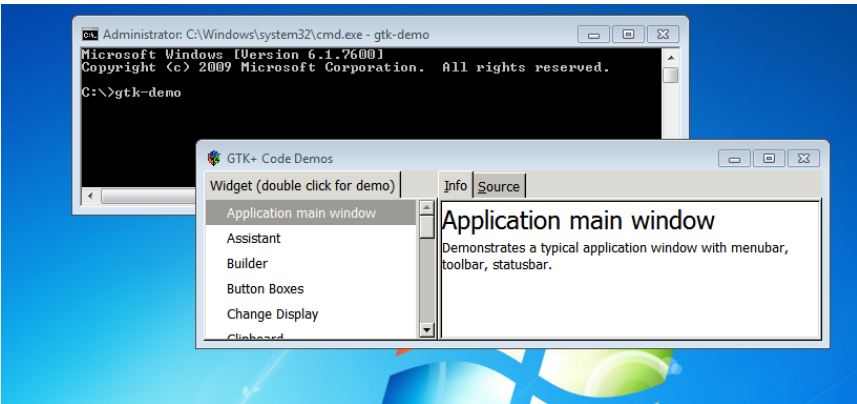 Administrator: C:\Windows\system32\cmd.exe - gtk-demo
Microsoft Windows [Version 6.1.7600]
Copyright (c) 2009 Microsoft Corporation.  All rights reserved.
C:\>gtk-demo
GTK+ Code Demos
Widget (double click for demo)
Application main window
Assistant
Builder
Button Boxes
Change Display
Clipboard
Info Source
Application main window
Demonstrates a typical application window with menubar,
toolbar, statusbar.